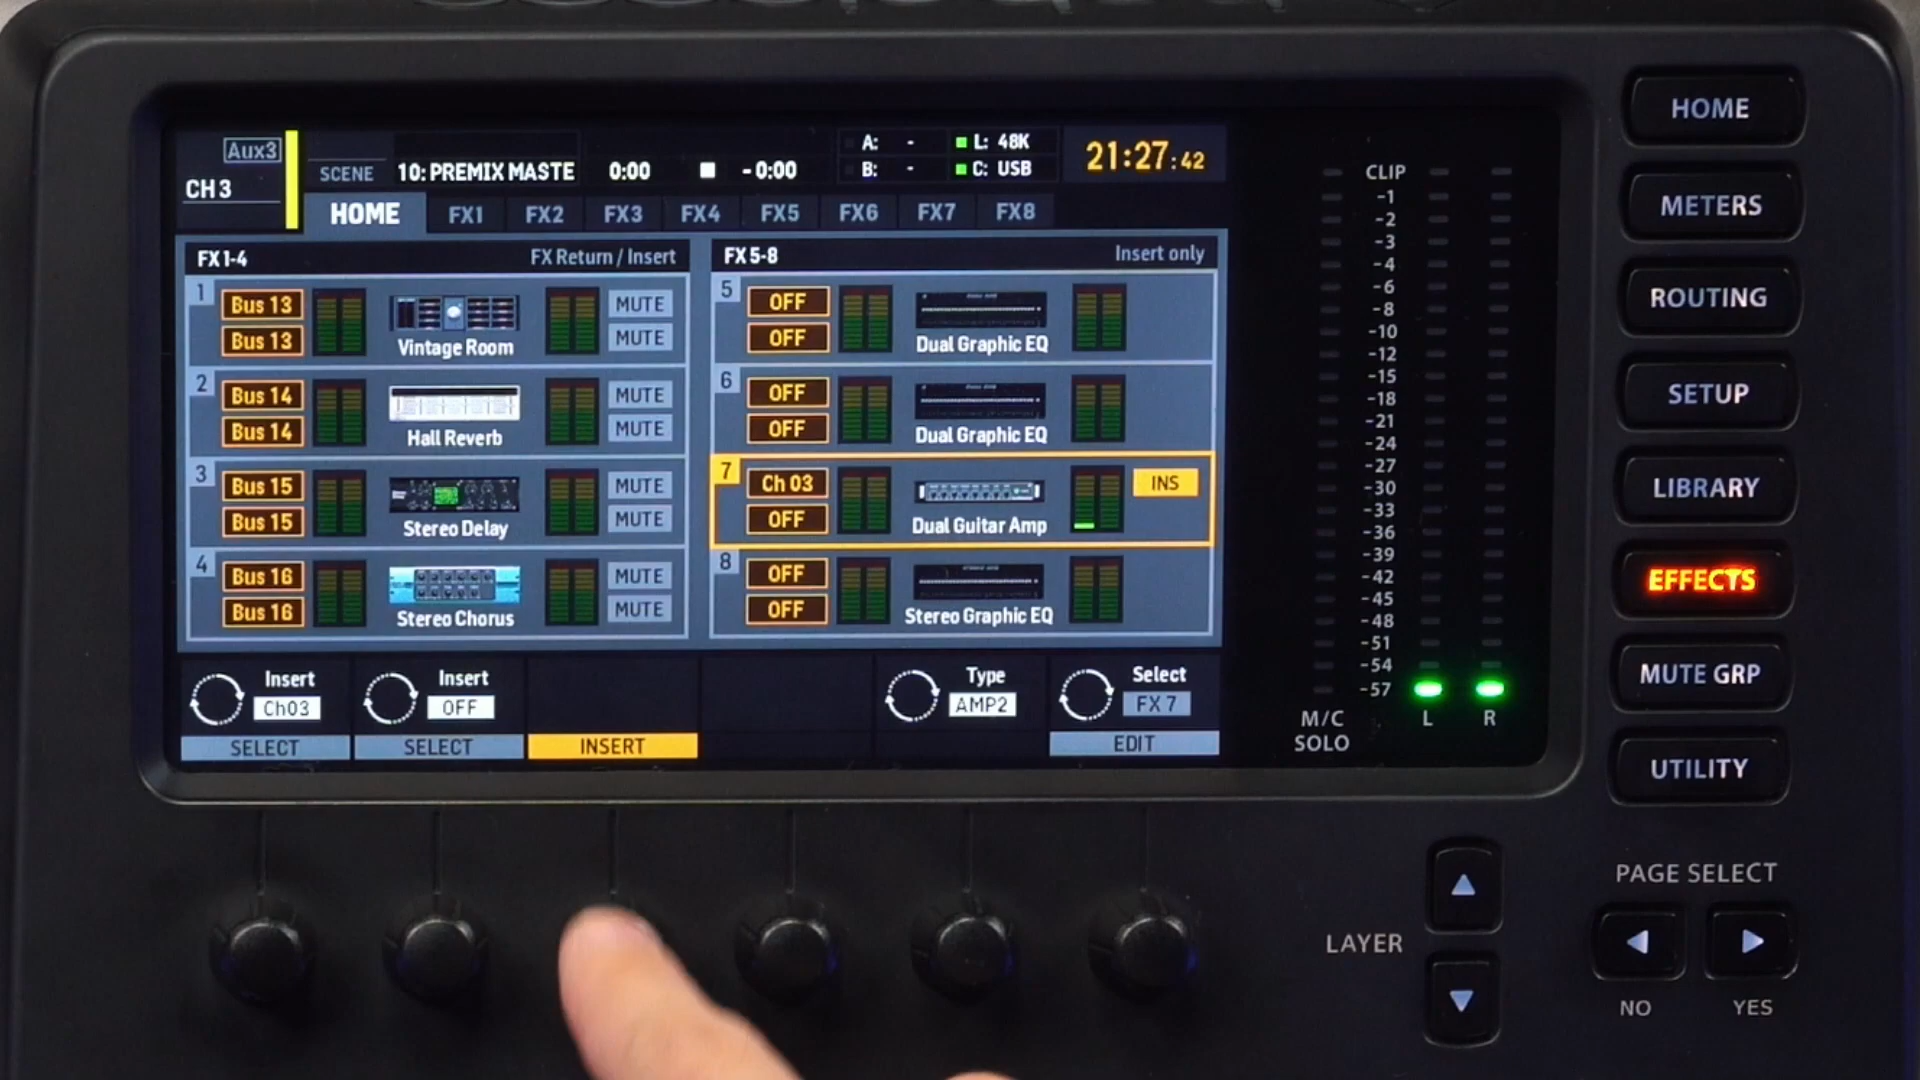 Aux3
CH 3
SCENE 10: PREMIX MASTE 0:00 -0:00
A: - L: 48K
B: - C: USB
21:27:42
HOME FX1 FX2 FX3 FX4 FX5 FX6 FX7 FX8
FX 1-4 FX Return / Insert
1 Bus 13 MUTE
Bus 13 Vintage Room MUTE
2 Bus 14 MUTE
Bus 14 Hall Reverb MUTE
3 Bus 15 MUTE
Bus 15 Stereo Delay MUTE
4 Bus 16 MUTE
Bus 16 Stereo Chorus MUTE
FX 5-8 Insert only
5 OFF
OFF Dual Graphic EQ
6 OFF
OFF Dual Graphic EQ
7 Ch 03 INS
OFF Dual Guitar Amp
8 OFF
OFF Stereo Graphic EQ
Insert Ch03
SELECT
Insert OFF
SELECT
INSERT
Type AMP2
Select FX 7
EDIT
CLIP
-1
-2
-3
-4
-6
-8
-10
-12
-15
-18
-21
-24
-27
-30
-33
-36
-39
-42
-45
-48
-51
-54
-57
M/C L R
SOLO
HOME
METERS
ROUTING
SETUP
LIBRARY
EFFECTS
MUTE GRP
UTILITY
LAYER
PAGE SELECT
NO YES